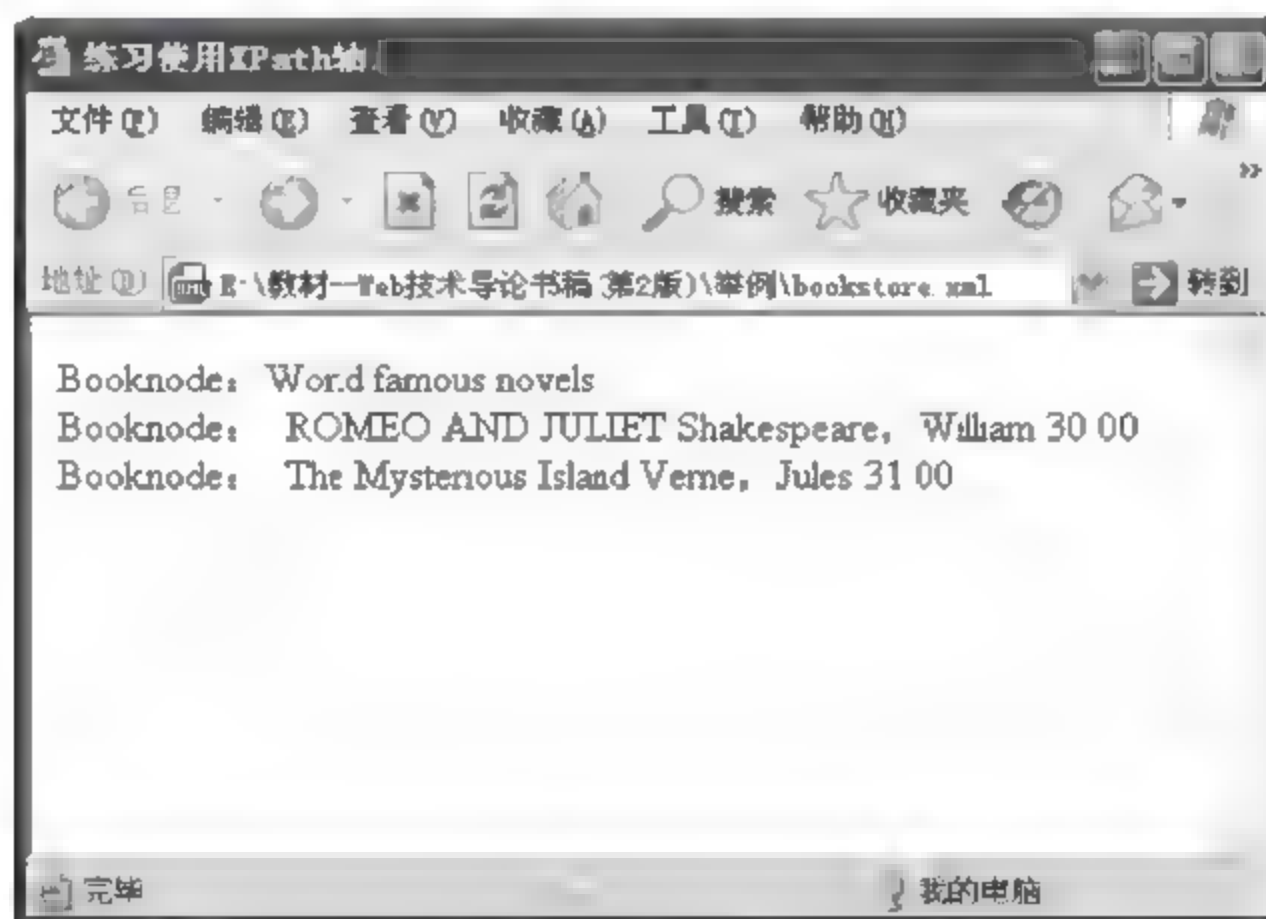 练习使用XPath轴
文件(F) 编辑(E) 查看(V) 收藏(A) 工具(T) 帮助(H)
后退 搜索 收藏夹 »
地址(D) E:\教材—Web技术导论书稿(第2版)\举例\bookstore.xml 转到
Booknode: World famous novels
Booknode: ROMEO AND JULIET Shakespeare, William 30.00
Booknode: The Mysterious Island Verne, Jules 31.00
完毕 我的电脑